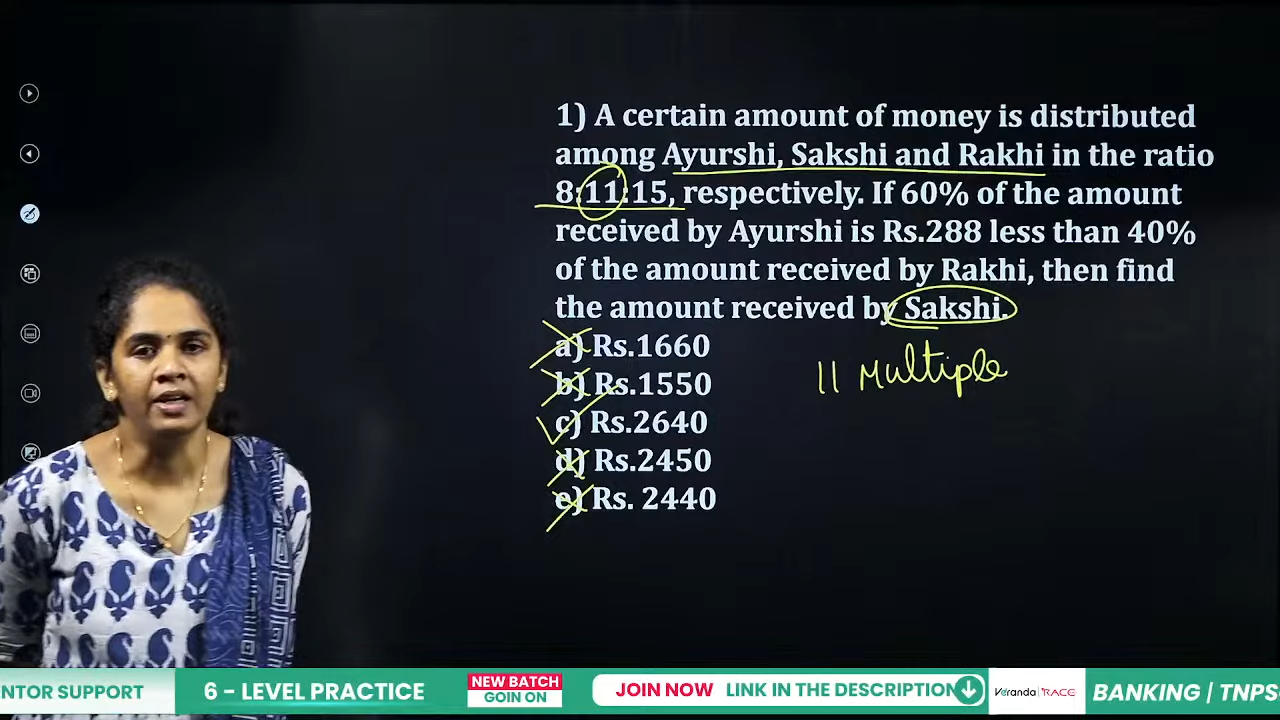 1) A certain amount of money is distributed
among Ayurshi, Sakshi and Rakhi in the ratio
8:11:15, respectively. If 60% of the amount
received by Ayurshi is Rs.288 less than 40%
of the amount received by Rakhi, then find
the amount received by Sakshi.
a) Rs.1660
b) Rs.1550
c) Rs.2640
d) Rs.2450
e) Rs. 2440
11 Multiple
NTOR SUPPORT
6 - LEVEL PRACTICE
NEW BATCH
GOIN ON
JOIN NOW LINK IN THE DESCRIPTION
Veranda RACE
BANKING | TNPS